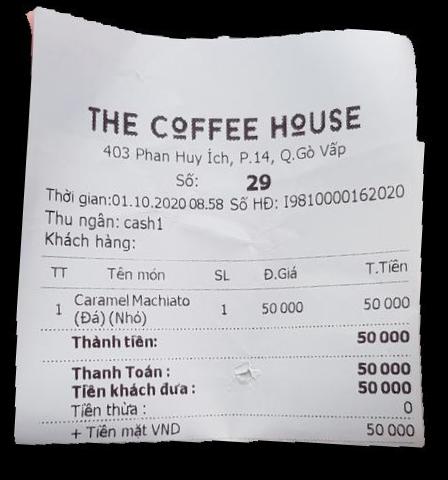 THE COFFEE HOUSE
403 Phan Huy Ích, P.14, Q.Gò Vấp
Số: 29
Thời gian:01.10.2020 08.58 Số HĐ: I9810000162020
Thu ngân: cash1
Khách hàng:
TT Tên món SL Đ.Giá T.Tiền
1 Caramel Machiato (Đá) (Nhỏ) 1 50 000 50 000
Thành tiền: 50 000
Thanh Toán : 50 000
Tiền khách đưa : 50 000
Tiền thừa : 0
+ Tiền mặt VND 50 000